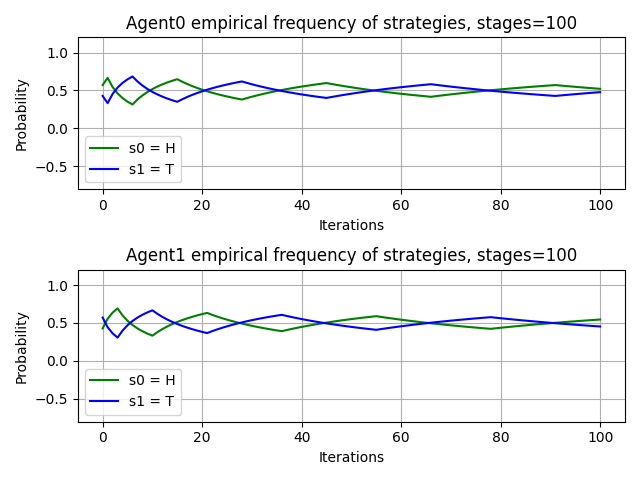 Agent0 empirical frequency of strategies, stages=100
1.0
0.5
0.0
−0.5
Probability
s0 = H
s1 = T
0 20 40 60 80 100
Iterations
Agent1 empirical frequency of strategies, stages=100
1.0
0.5
0.0
−0.5
Probability
s0 = H
s1 = T
0 20 40 60 80 100
Iterations